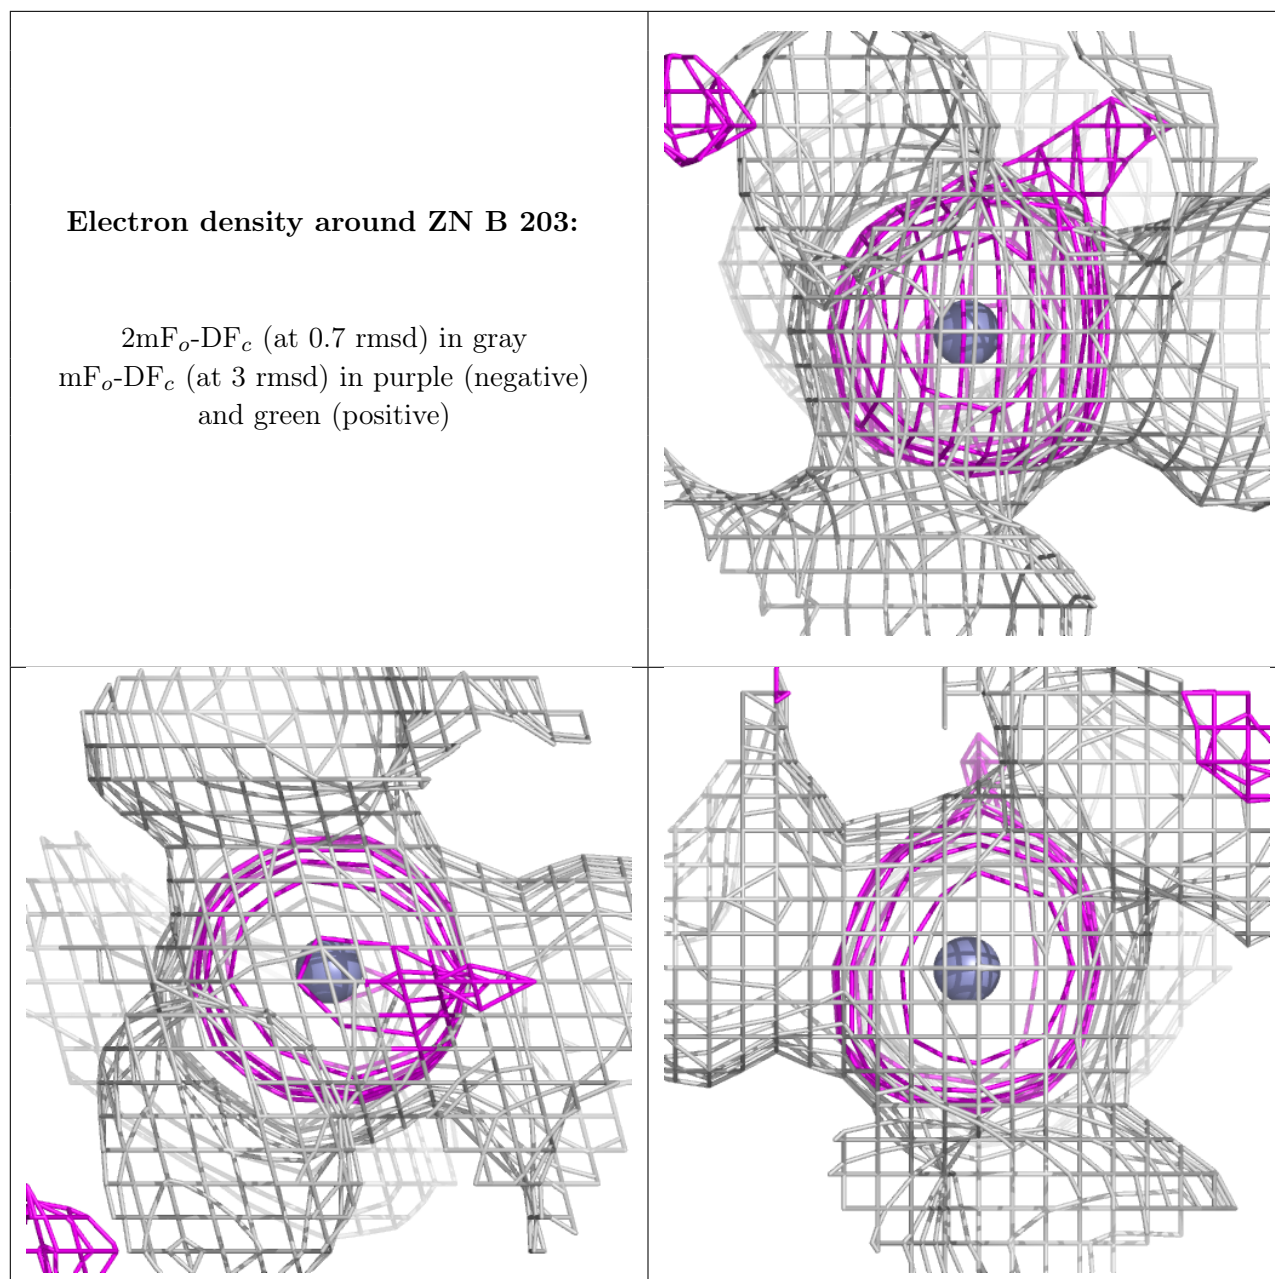 Electron density around ZN B 203:
2mFo-DFc (at 0.7 rmsd) in gray
mFo-DFc (at 3 rmsd) in purple (negative)
and green (positive)